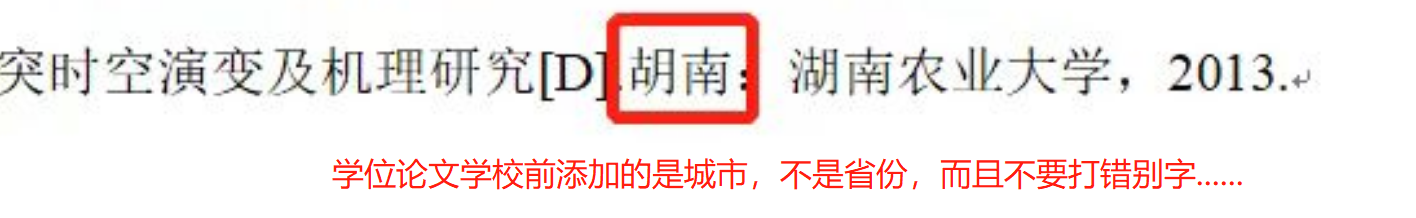 突时空演变及机理研究[D].胡南：湖南农业大学，2013.↵
学位论文学校前添加的是城市，不是省份，而且不要打错别字......